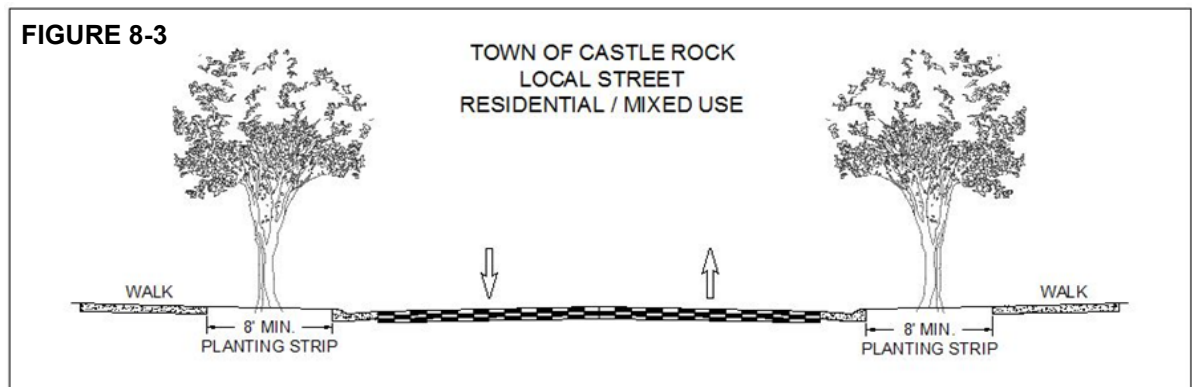 FIGURE 8-3
TOWN OF CASTLE ROCK
LOCAL STREET
RESIDENTIAL / MIXED USE
WALK
WALK
8' MIN.
PLANTING STRIP
8' MIN.
PLANTING STRIP